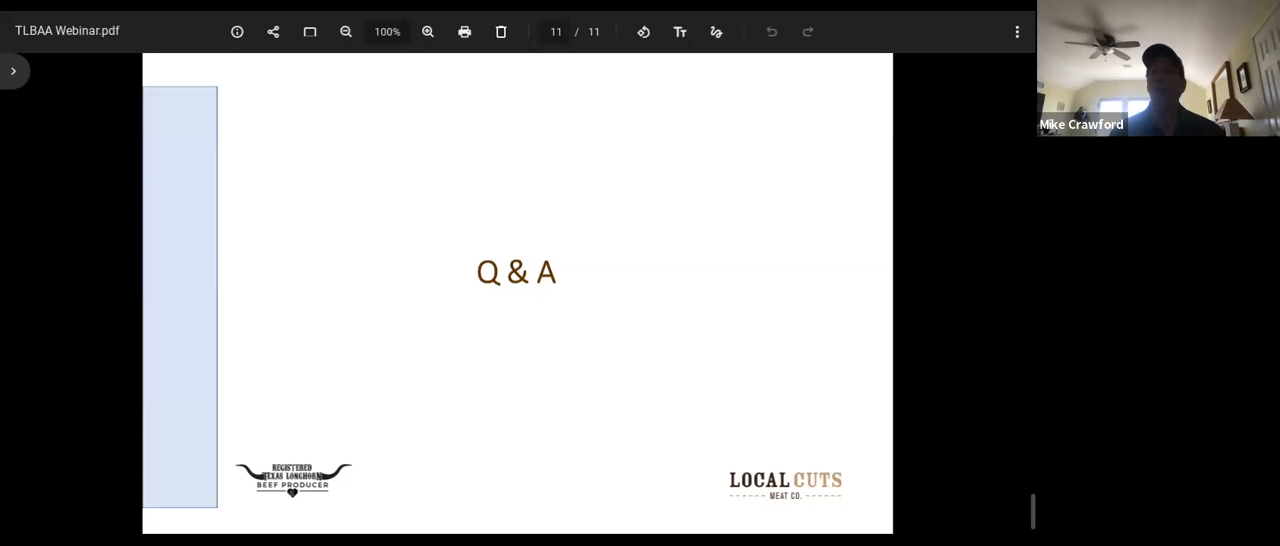 TLBAA Webinar.pdf
100%
11 / 11
Mike Crawford
Q & A
REGISTERED
TEXAS LONGHORN
BEEF PRODUCER
LOCAL CUTS
MEAT CO.